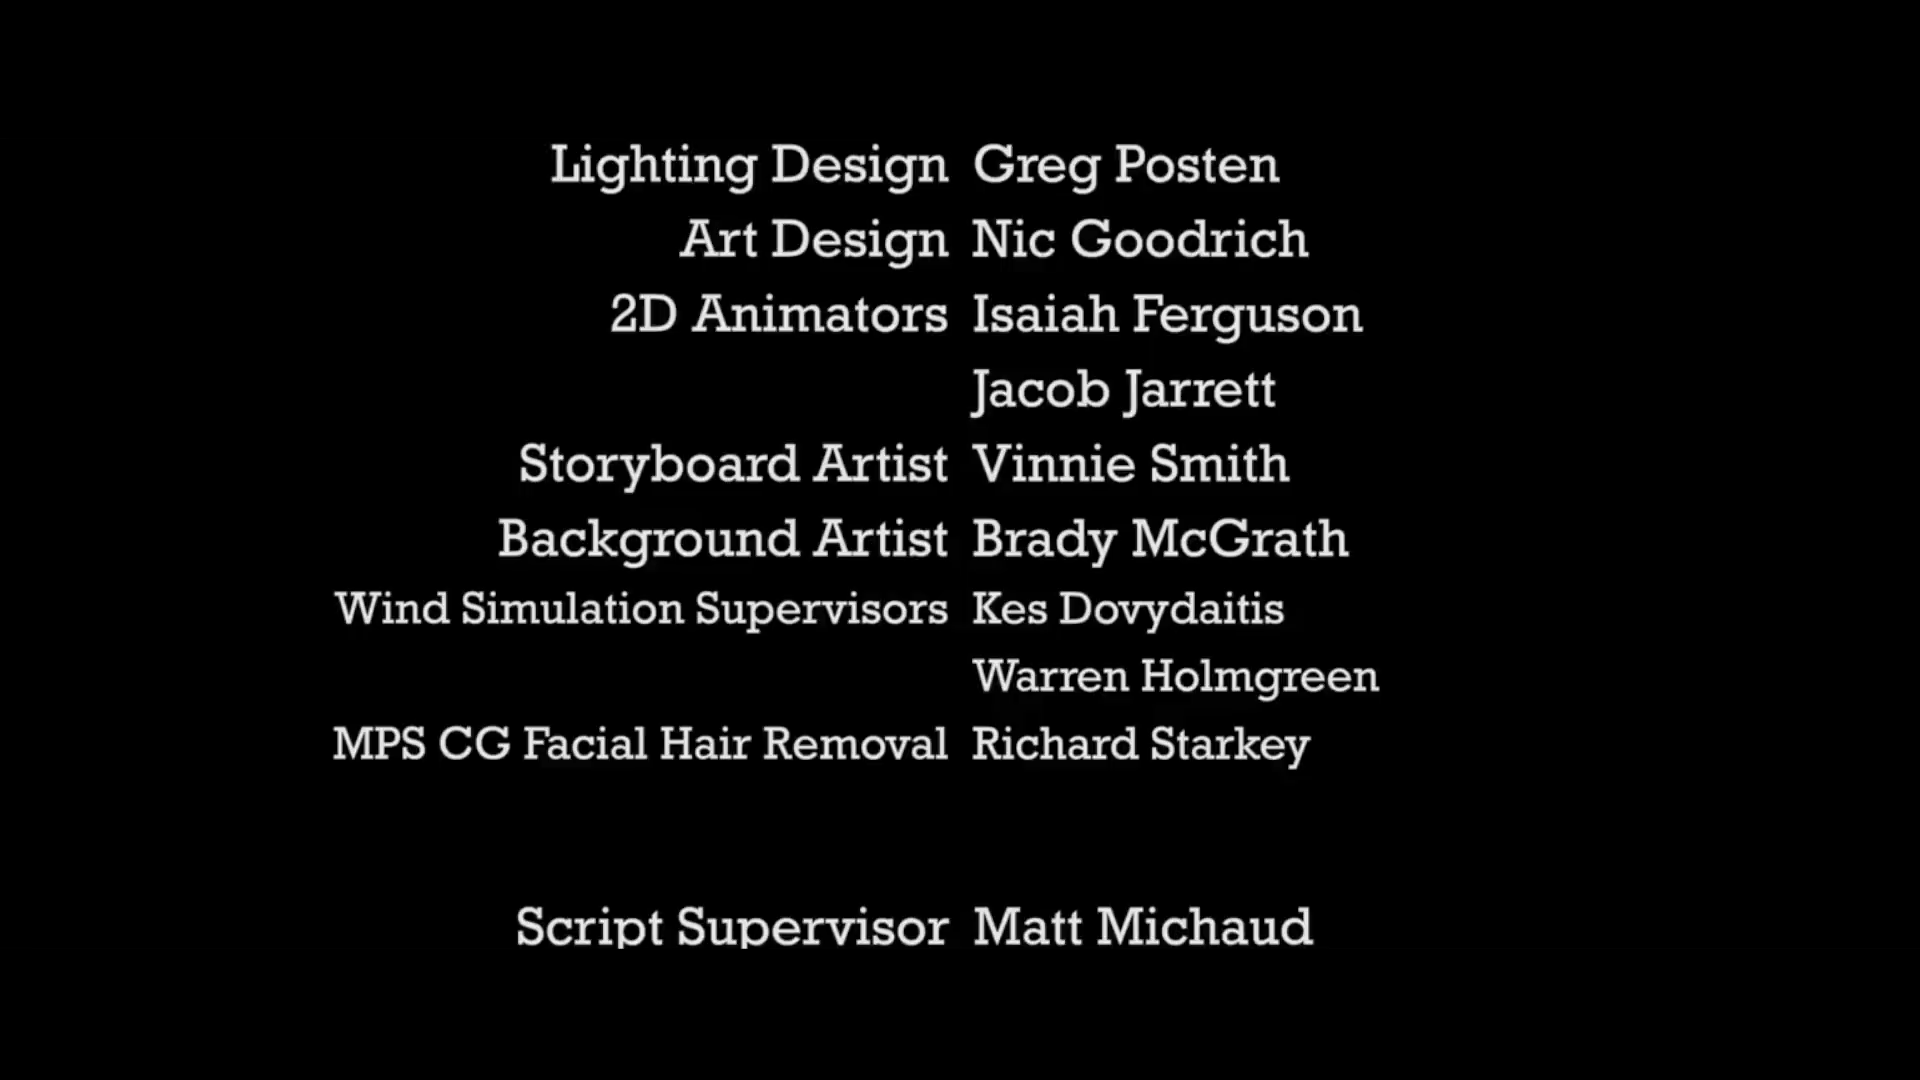 Lighting Design Greg Posten
Art Design Nic Goodrich
2D Animators Isaiah Ferguson
Jacob Jarrett
Storyboard Artist Vinnie Smith
Background Artist Brady McGrath
Wind Simulation Supervisors Kes Dovydaitis
Warren Holmgreen
MPS CG Facial Hair Removal Richard Starkey
Script Supervisor Matt Michaud